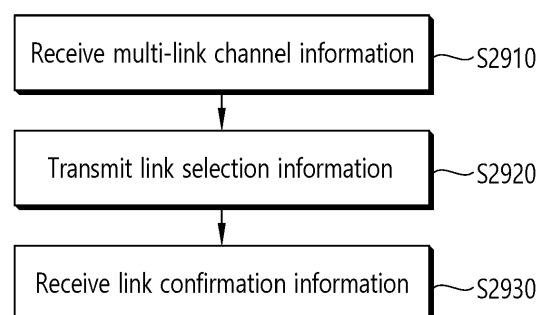 Receive multi-link channel information
S2910
Transmit link selection information
S2920
Receive link confirmation information
S2930